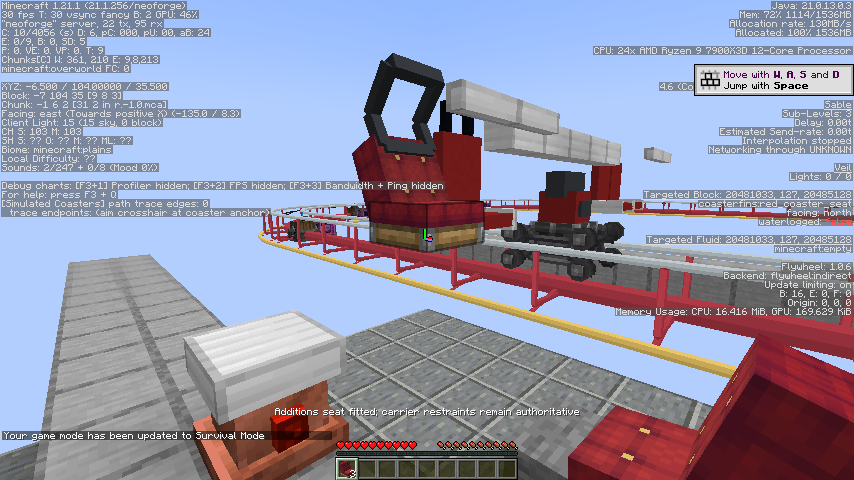 Minecraft 1.21.1 (21.1.256/neoforge)
30 fps T: 30 vsync fancy B: 2 GPU: 46%
"neoforge" server, 22 tx, 95 rx
C: 10/4056 (s) D: 6, pC: 000, pU: 00, aB: 24
E: 0/9, B: 0, SD: 5
P: 0, VE: 0, VP: 0, T: 9
Chunks[C] W: 361, 210 E: 9,8,213
minecraft:overworld FC: 0
XYZ: -6.500 / 104.00000 / 35.500
Block: -7 104 35 [9 8 3]
Chunk: -1 6 2 [31 2 in r.-1.0.mca]
Facing: east (Towards positive X) (-135.0 / 8.3)
Client Light: 15 (15 sky, 0 block)
CH S: 103 M: 103
SH S: ?? O: ?? M: ?? ML: ??
Biome: minecraft:plains
Local Difficulty: ??
Sounds: 2/247 + 0/8 (Mood 0%)
Debug charts: [F3+1] Profiler hidden; [F3+2] FPS hidden; [F3+3] Bandwidth + Ping hidden
For help: press F3 + Q
[Simulated Coasters] path trace edges: 0
trace endpoints: (aim crosshair at coaster anchor)
Java: 21.0.13.0.3
Mem: 72% 1114/1536MB
Allocation rate: 130MB/s
Allocated: 100% 1536MB
CPU: 24x AMD Ryzen 9 7900X3D 12-Core Processor
Move with W, A, S and D
Jump with Space
4.6 (Co
Sable
Sub-Levels: 3
Delay: 0.00t
Estimated Send-rate: 0.00t
Interpolation stopped
Networking through UNKNOWN
Veil
Lights: 0 / 0
Targeted Block: 20481033, 127, 20485128
coasterfins:red_coaster_seat
facing: north
waterlogged: false
Targeted Fluid: 20481033, 127, 20485128
minecraft:empty
Flywheel: 1.0.6
Backend: flywheel:indirect
Update limiting: on
B: 16, E: 0, F: 0
Origin: 0, 0, 0
Memory Usage: CPU: 16.416 MiB, GPU: 169.629 KiB
Additions seat fitted; carrier restraints remain authoritative
Your game mode has been updated to Survival Mode
3